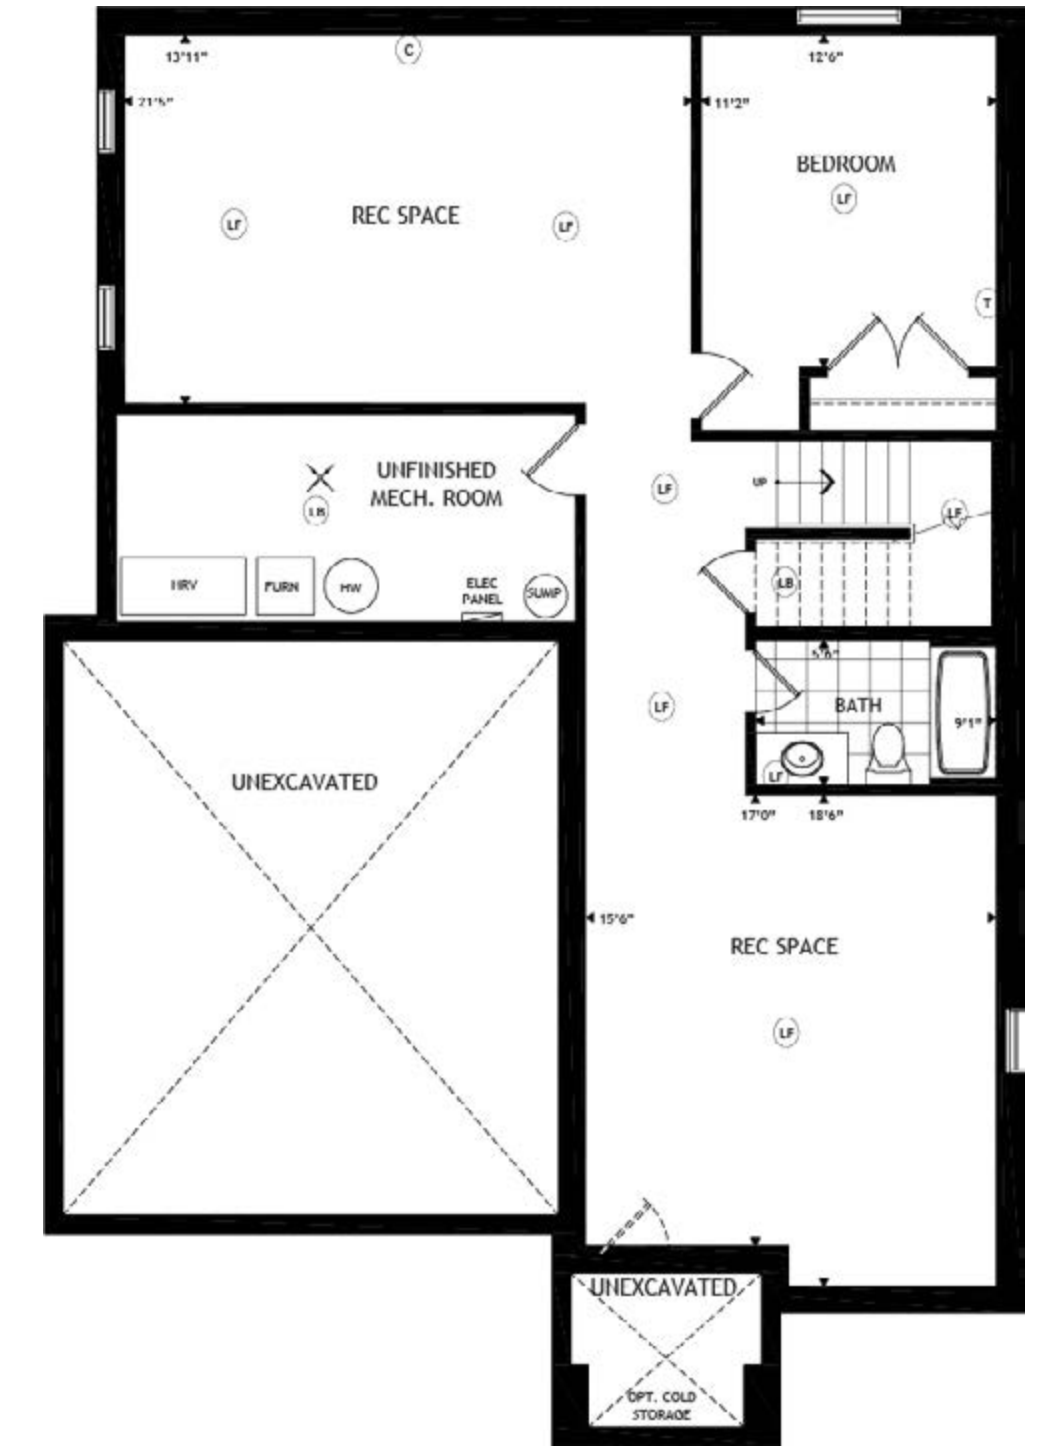 C
13'11"
12'6"
21'5"
11'2"
BEDROOM
LF
REC SPACE
LF
LF
T
UNFINISHED
MECH. ROOM
LB
UP
LF
LF
HRV
FURN
HW
ELEC
PANEL
SUMP
LB
5'6"
BATH
LF
9'1"
LF
UNEXCAVATED
17'0"
18'6"
15'6"
REC SPACE
LF
UNEXCAVATED
OPT. COLD
STORAGE